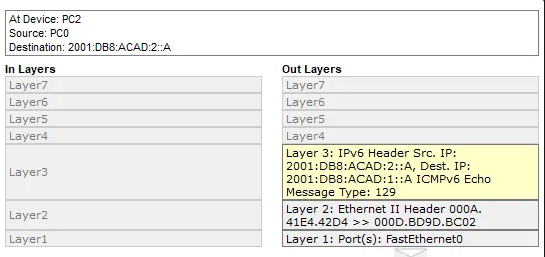 At Device: PC2
Source: PC0
Destination: 2001:DB8:ACAD:2::A
In Layers
Layer7
Layer6
Layer5
Layer4
Layer3
Layer2
Layer1
Out Layers
Layer7
Layer6
Layer5
Layer4
Layer 3: IPv6 Header Src. IP:
2001:DB8:ACAD:2::A, Dest. IP:
2001:DB8:ACAD:1::A ICMPv6 Echo
Message Type: 129
Layer 2: Ethernet II Header 000A.
41E4.42D4 >> 000D.BD9D.BC02
Layer 1: Port(s): FastEthernet0